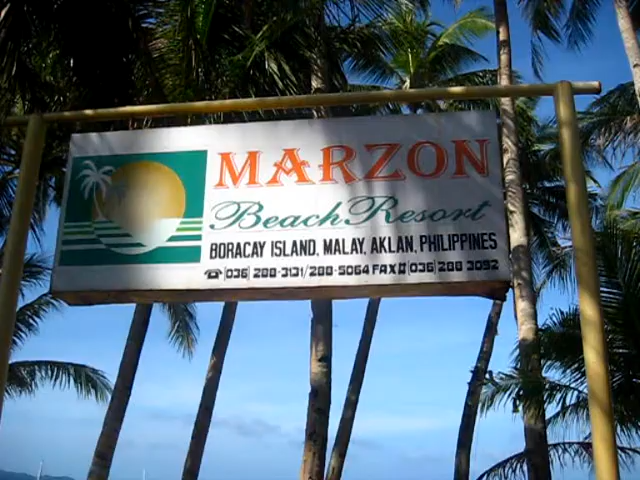 MARZON
Beach Resort
BORACAY ISLAND, MALAY, AKLAN, PHILIPPINES
☎ (036) 288-3131/288-5064 FAX# (036) 288 3092